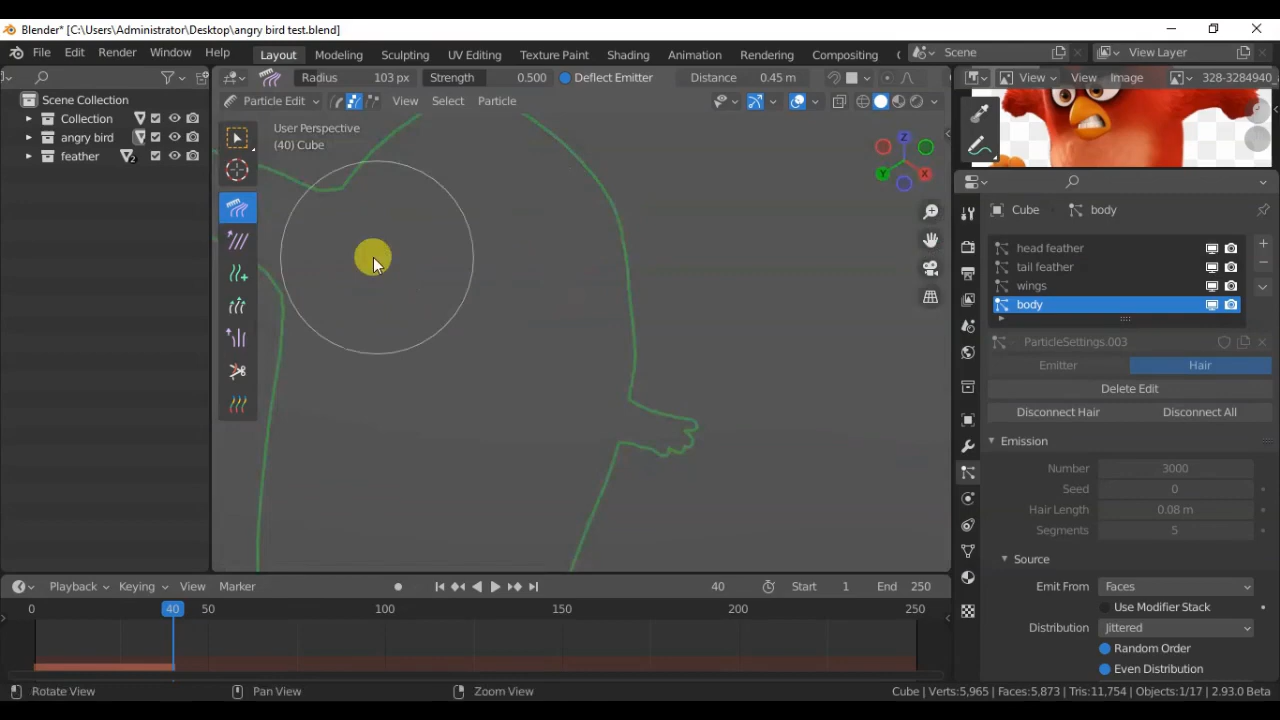 Blender* [C:\Users\Administrator\Desktop\angry bird test.blend]
File Edit Render Window Help Layout Modeling Sculpting UV Editing Texture Paint Shading Animation Rendering Compositing Scene View Layer
Radius 103 px Strength 0.500 Deflect Emitter Distance 0.45 m View View Image 328-3284940_
Scene Collection
Particle Edit View Select Particle
Collection
angry bird
feather 2
User Perspective
(40) Cube
Z
X
Y
Cube body
head feather
tail feather
wings
body
ParticleSettings.003
Emitter Hair
Delete Edit
Disconnect Hair Disconnect All
Emission
Number 3000
Seed 0
Hair Length 0.08 m
Segments 5
Source
Emit From Faces
Use Modifier Stack
Distribution Jittered
Random Order
Even Distribution
Playback Keying View Marker 40 Start 1 End 250
0 40 50 100 150 200 250
Rotate View Pan View Zoom View Cube | Verts:5,965 | Faces:5,873 | Tris:11,754 | Objects:1/17 | 2.93.0 Beta